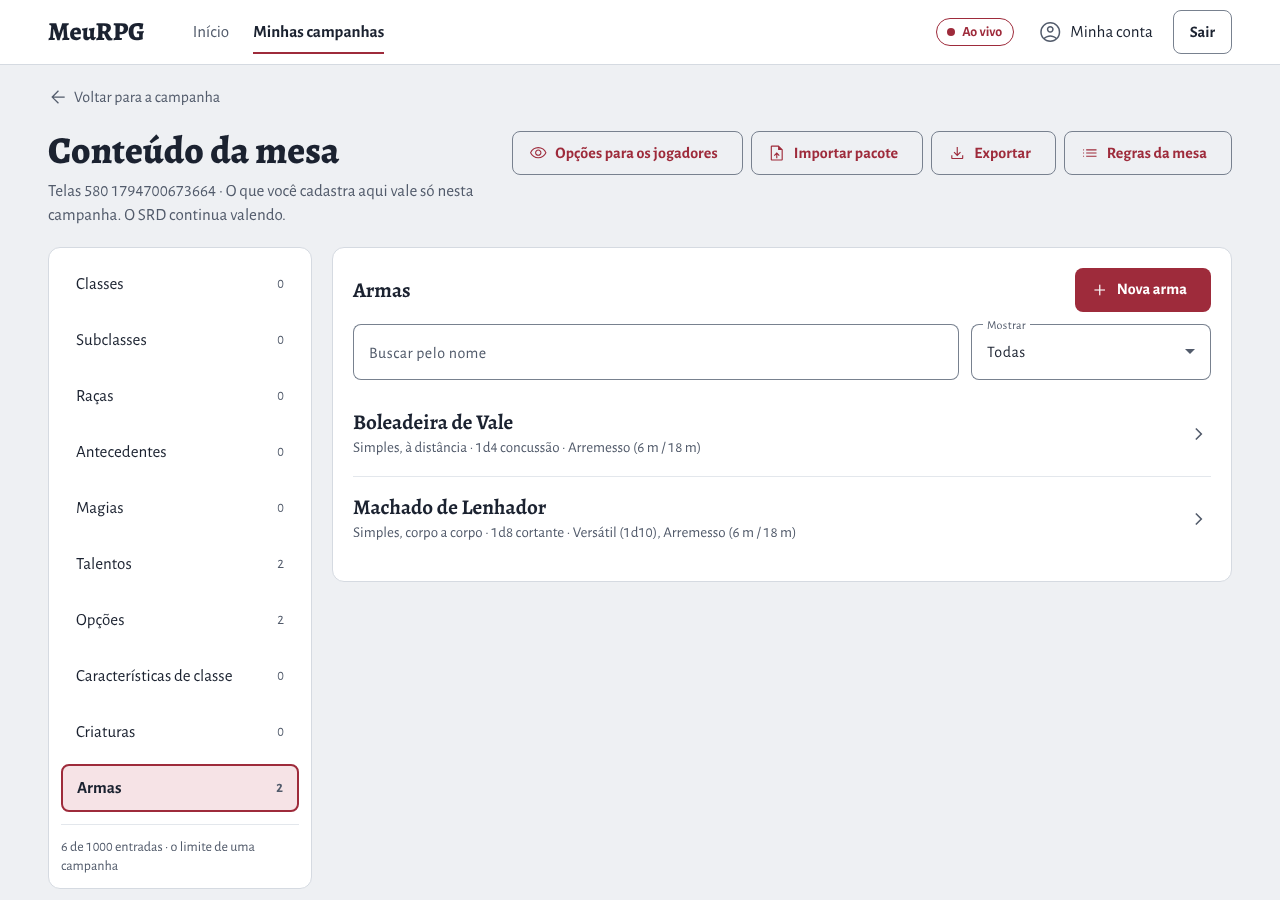 MeuRPG
Início
Minhas campanhas
Ao vivo
Minha conta
Sair
Voltar para a campanha
Conteúdo da mesa
Telas 580 1794700673664 · O que você cadastra aqui vale só nesta
campanha. O SRD continua valendo.
Opções para os jogadores
Importar pacote
Exportar
Regras da mesa
Classes 0
Subclasses 0
Raças 0
Antecedentes 0
Magias 0
Talentos 2
Opções 2
Características de classe 0
Criaturas 0
Armas 2
6 de 1000 entradas · o limite de uma
campanha
Armas
Nova arma
Buscar pelo nome
Mostrar
Todas
Boleadeira de Vale
Simples, à distância · 1d4 concussão · Arremesso (6 m / 18 m)
Machado de Lenhador
Simples, corpo a corpo · 1d8 cortante · Versátil (1d10), Arremesso (6 m / 18 m)